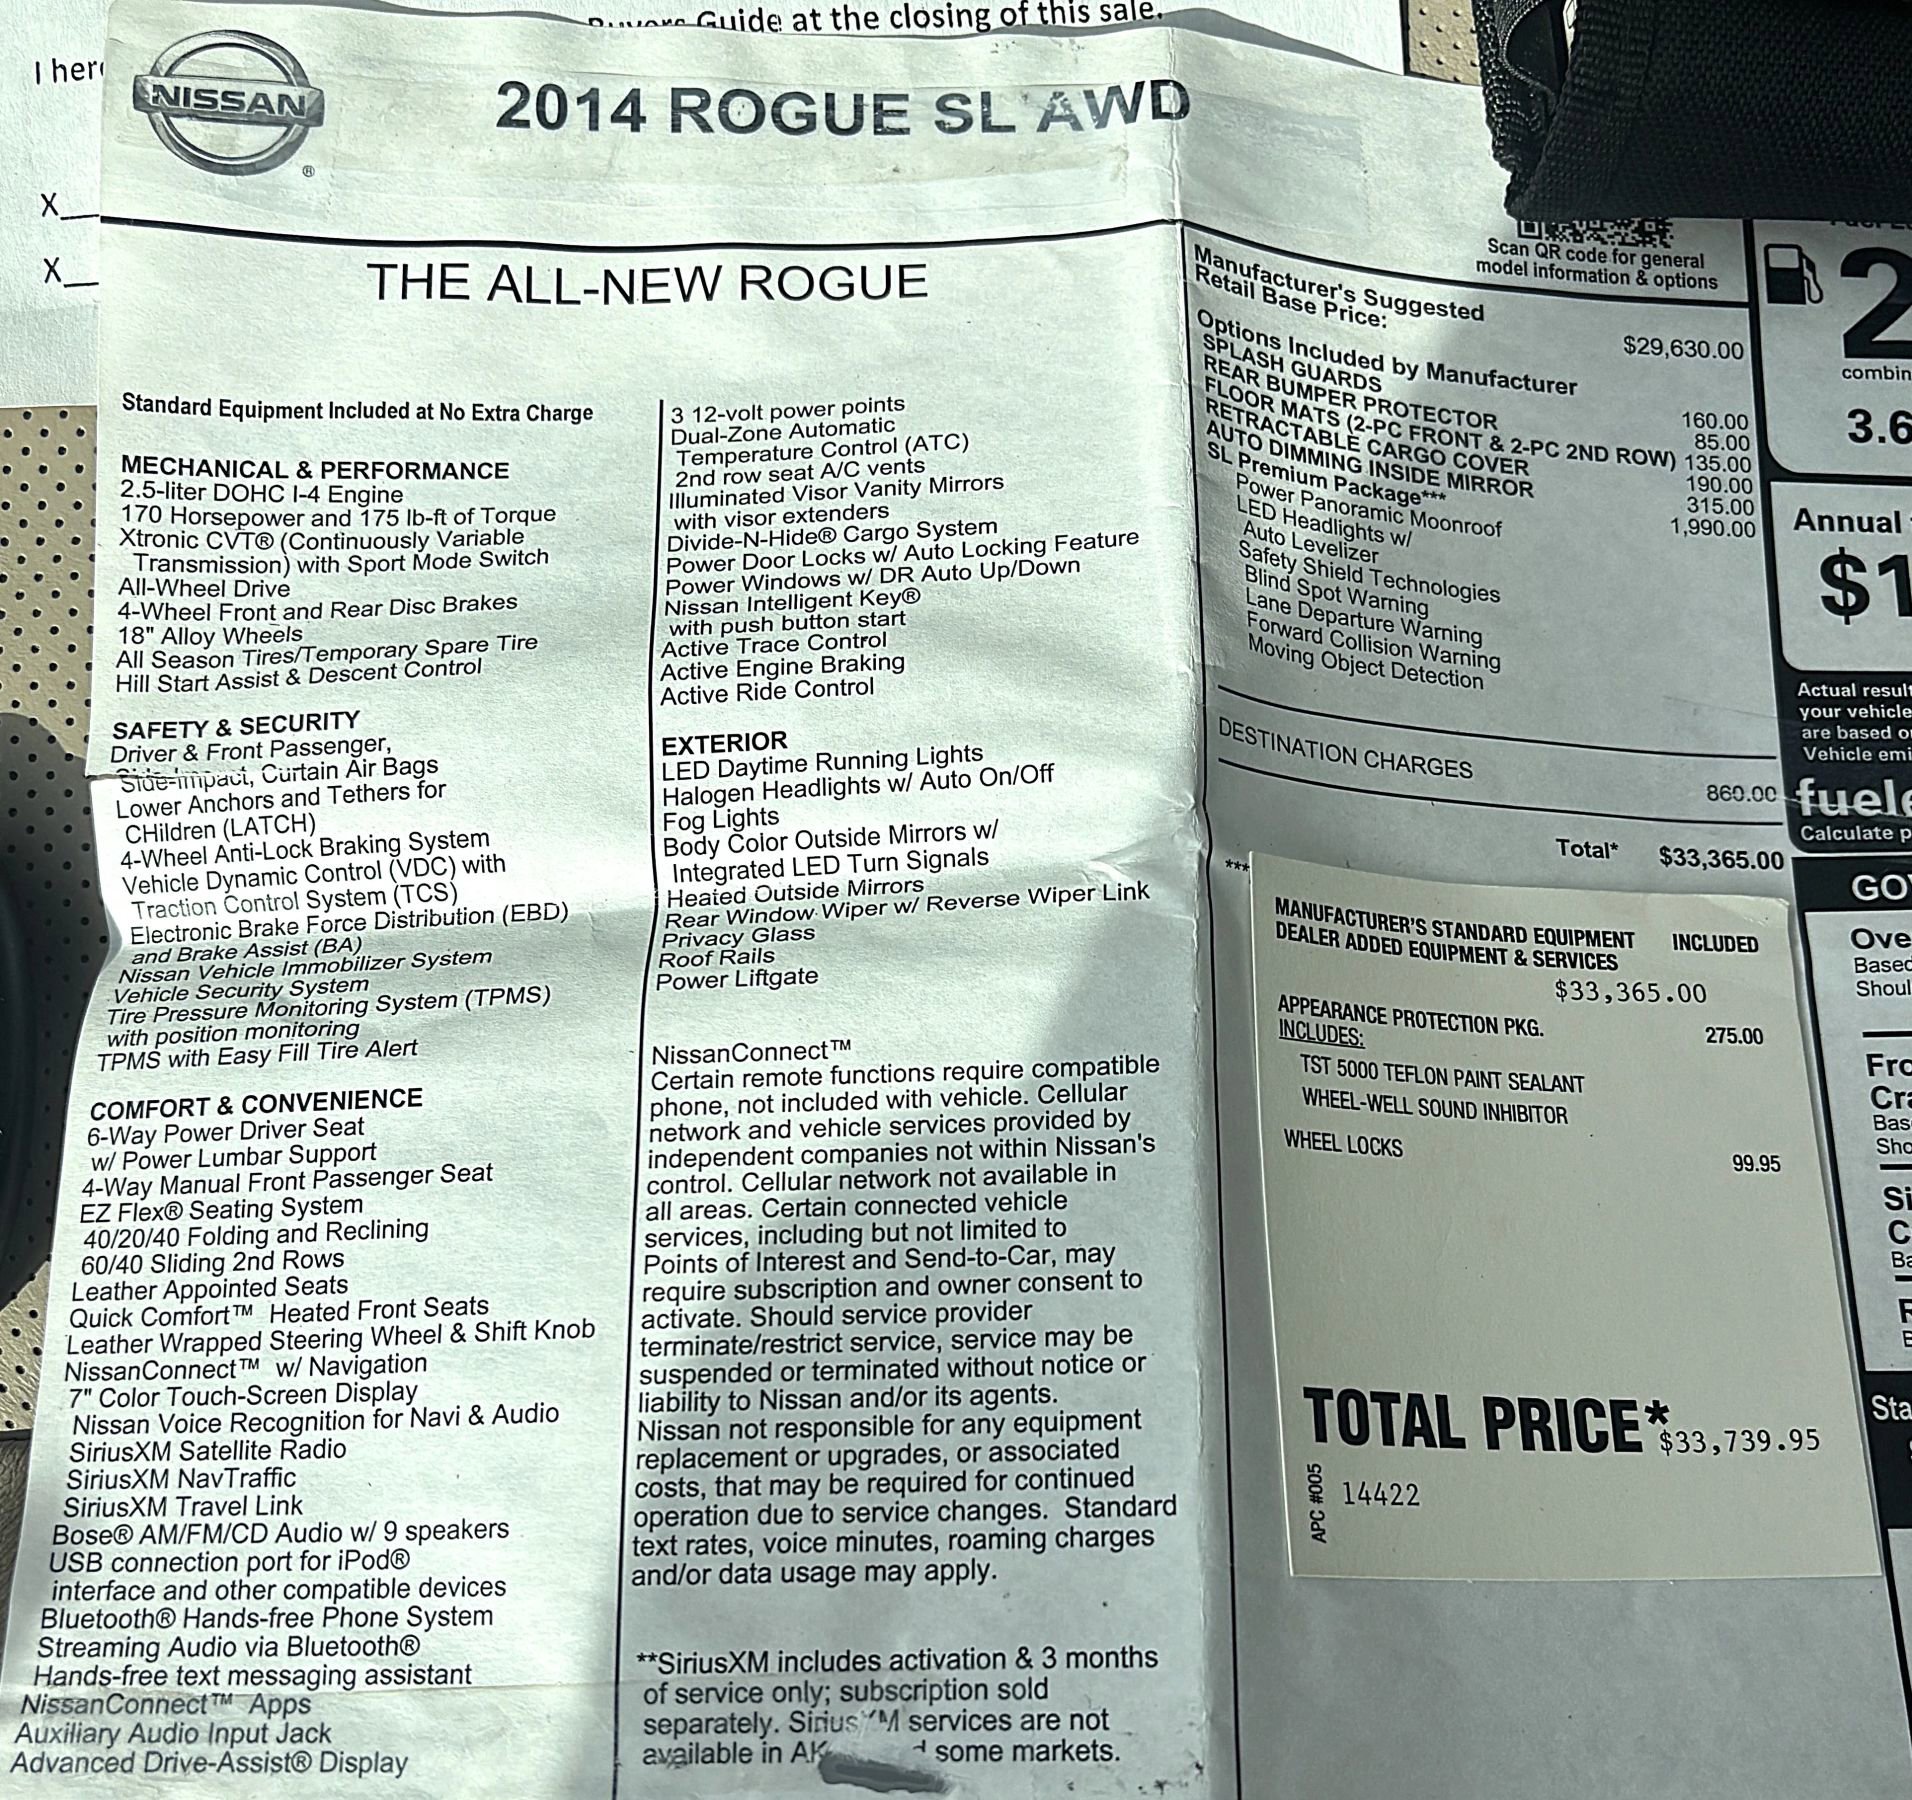 Guide at the closing of this sale.
I here
X__
X__
NISSAN
®
2014 ROGUE SL AWD
THE ALL-NEW ROGUE
Standard Equipment Included at No Extra Charge
MECHANICAL & PERFORMANCE
2.5-liter DOHC I-4 Engine
170 Horsepower and 175 lb-ft of Torque
Xtronic CVT® (Continuously Variable
Transmission) with Sport Mode Switch
All-Wheel Drive
4-Wheel Front and Rear Disc Brakes
18" Alloy Wheels
All Season Tires/Temporary Spare Tire
Hill Start Assist & Descent Control
SAFETY & SECURITY
Driver & Front Passenger,
Side-Impact, Curtain Air Bags
Lower Anchors and Tethers for
CHildren (LATCH)
4-Wheel Anti-Lock Braking System
Vehicle Dynamic Control (VDC) with
Traction Control System (TCS)
Electronic Brake Force Distribution (EBD)
and Brake Assist (BA)
Nissan Vehicle Immobilizer System
Vehicle Security System
Tire Pressure Monitoring System (TPMS)
with position monitoring
TPMS with Easy Fill Tire Alert
COMFORT & CONVENIENCE
6-Way Power Driver Seat
w/ Power Lumbar Support
4-Way Manual Front Passenger Seat
EZ Flex® Seating System
40/20/40 Folding and Reclining
60/40 Sliding 2nd Rows
Leather Appointed Seats
Quick Comfort™ Heated Front Seats
Leather Wrapped Steering Wheel & Shift Knob
NissanConnect™ w/ Navigation
7" Color Touch-Screen Display
Nissan Voice Recognition for Navi & Audio
SiriusXM Satellite Radio
SiriusXM NavTraffic
SiriusXM Travel Link
Bose® AM/FM/CD Audio w/ 9 speakers
USB connection port for iPod®
interface and other compatible devices
Bluetooth® Hands-free Phone System
Streaming Audio via Bluetooth®
Hands-free text messaging assistant
NissanConnect™ Apps
Auxiliary Audio Input Jack
Advanced Drive-Assist® Display
3 12-volt power points
Dual-Zone Automatic
Temperature Control (ATC)
2nd row seat A/C vents
Illuminated Visor Vanity Mirrors
with visor extenders
Divide-N-Hide® Cargo System
Power Door Locks w/ Auto Locking Feature
Power Windows w/ DR Auto Up/Down
Nissan Intelligent Key®
with push button start
Active Trace Control
Active Engine Braking
Active Ride Control
EXTERIOR
LED Daytime Running Lights
Halogen Headlights w/ Auto On/Off
Fog Lights
Body Color Outside Mirrors w/
Integrated LED Turn Signals
Heated Outside Mirrors
Rear Window Wiper w/ Reverse Wiper Link
Privacy Glass
Roof Rails
Power Liftgate
NissanConnect™
Certain remote functions require compatible
phone, not included with vehicle. Cellular
network and vehicle services provided by
independent companies not within Nissan's
control. Cellular network not available in
all areas. Certain connected vehicle
services, including but not limited to
Points of Interest and Send-to-Car, may
require subscription and owner consent to
activate. Should service provider
terminate/restrict service, service may be
suspended or terminated without notice or
liability to Nissan and/or its agents.
Nissan not responsible for any equipment
replacement or upgrades, or associated
costs, that may be required for continued
operation due to service changes. Standard
text rates, voice minutes, roaming charges
and/or data usage may apply.
**SiriusXM includes activation & 3 months
of service only; subscription sold
separately. SiriusXM services are not
available in AK some markets.
Scan QR code for general
model information & options
Manufacturer's Suggested
Retail Base Price: $29,630.00
Options Included by Manufacturer
SPLASH GUARDS 160.00
REAR BUMPER PROTECTOR 85.00
FLOOR MATS (2-PC FRONT & 2-PC 2ND ROW) 135.00
RETRACTABLE CARGO COVER 190.00
AUTO DIMMING INSIDE MIRROR 315.00
SL Premium Package*** 1,990.00
Power Panoramic Moonroof
LED Headlights w/
Auto Levelizer
Safety Shield Technologies
Blind Spot Warning
Lane Departure Warning
Forward Collision Warning
Moving Object Detection
DESTINATION CHARGES 860.00
Total* $33,365.00
***
MANUFACTURER'S STANDARD EQUIPMENT INCLUDED
DEALER ADDED EQUIPMENT & SERVICES
$33,365.00
APPEARANCE PROTECTION PKG. 275.00
INCLUDES:
TST 5000 TEFLON PAINT SEALANT
WHEEL-WELL SOUND INHIBITOR
WHEEL LOCKS 99.95
TOTAL PRICE* $33,739.95
APC #005
14422
2
combin
3.6
Annual
$1
Actual result
your vehicle
are based o
Vehicle emi
fuele
Calculate p
GO
Ove
Based
Shoul
Fro
Cra
Bas
Sho
Si
C
Ba
Sta